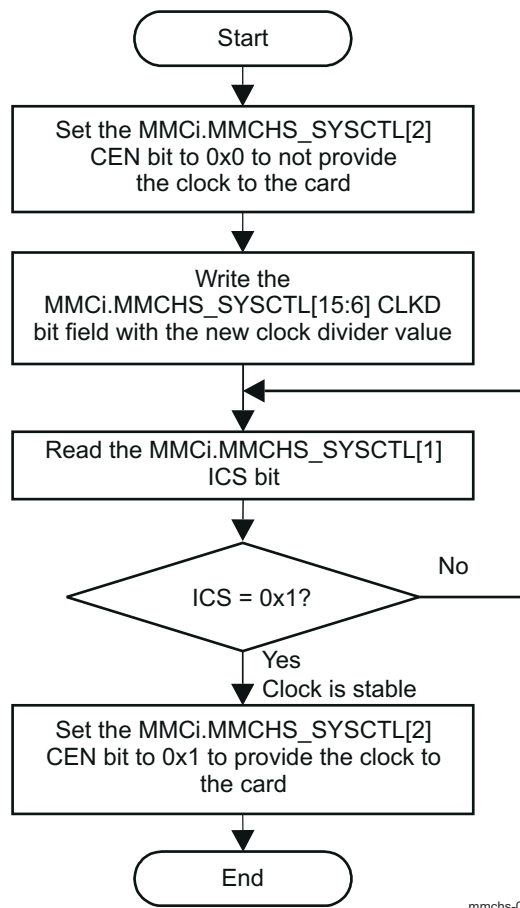 Start
Set the MMCi.MMCHS_SYSCTL[2]
CEN bit to 0x0 to not provide
the clock to the card
Write the
MMCi.MMCHS_SYSCTL[15:6] CLKD
bit field with the new clock divider value
Read the MMCi.MMCHS_SYSCTL[1]
ICS bit
ICS = 0x1?
No
Yes
Clock is stable
Set the MMCi.MMCHS_SYSCTL[2]
CEN bit to 0x1 to provide the clock to
the card
End
mmchs-0